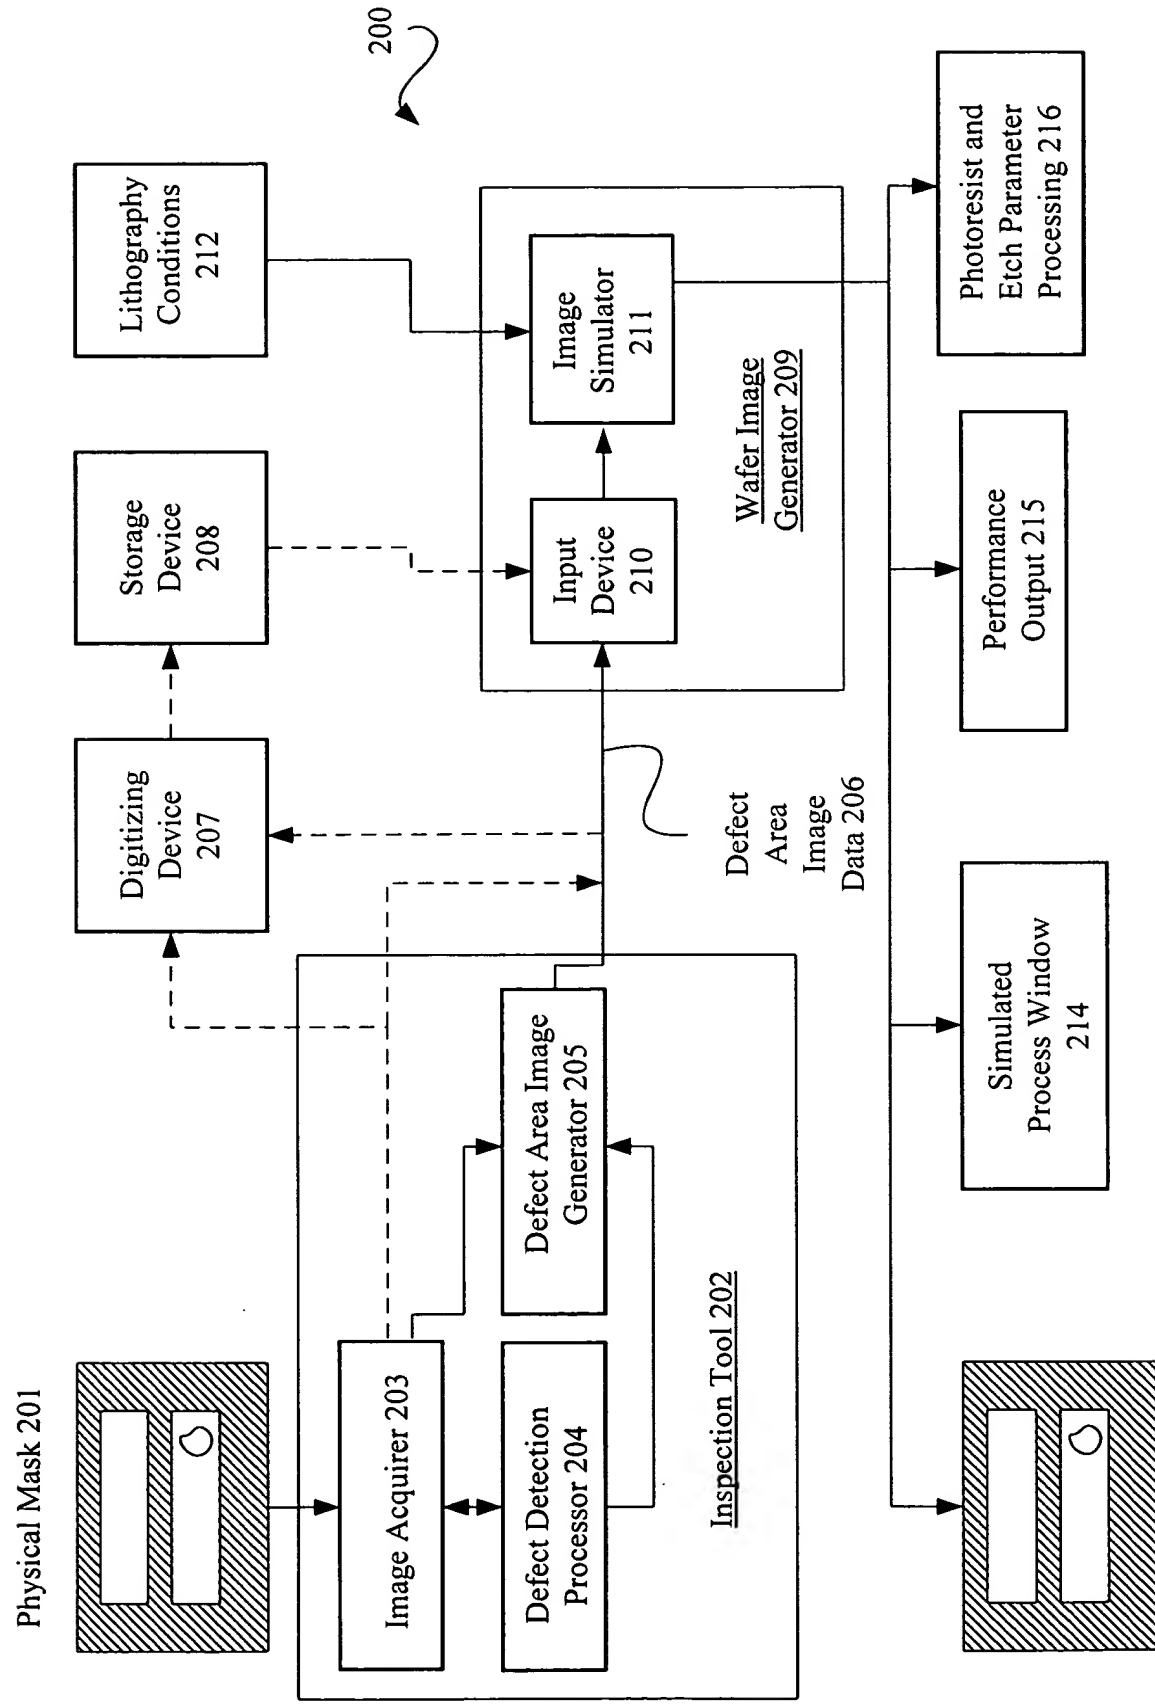 Physical Mask 201
Digitizing
Device
207
Storage
Device
208
Lithography
Conditions
212
200
Image Acquirer 203
Defect Detection
Processor 204
Defect Area Image
Generator 205
Inspection Tool 202
Defect
Area
Image
Data 206
Input
Device
210
Image
Simulator
211
Wafer Image
Generator 209
Simulated
Process Window
214
Performance
Output 215
Photoresist and
Etch Parameter
Processing 216